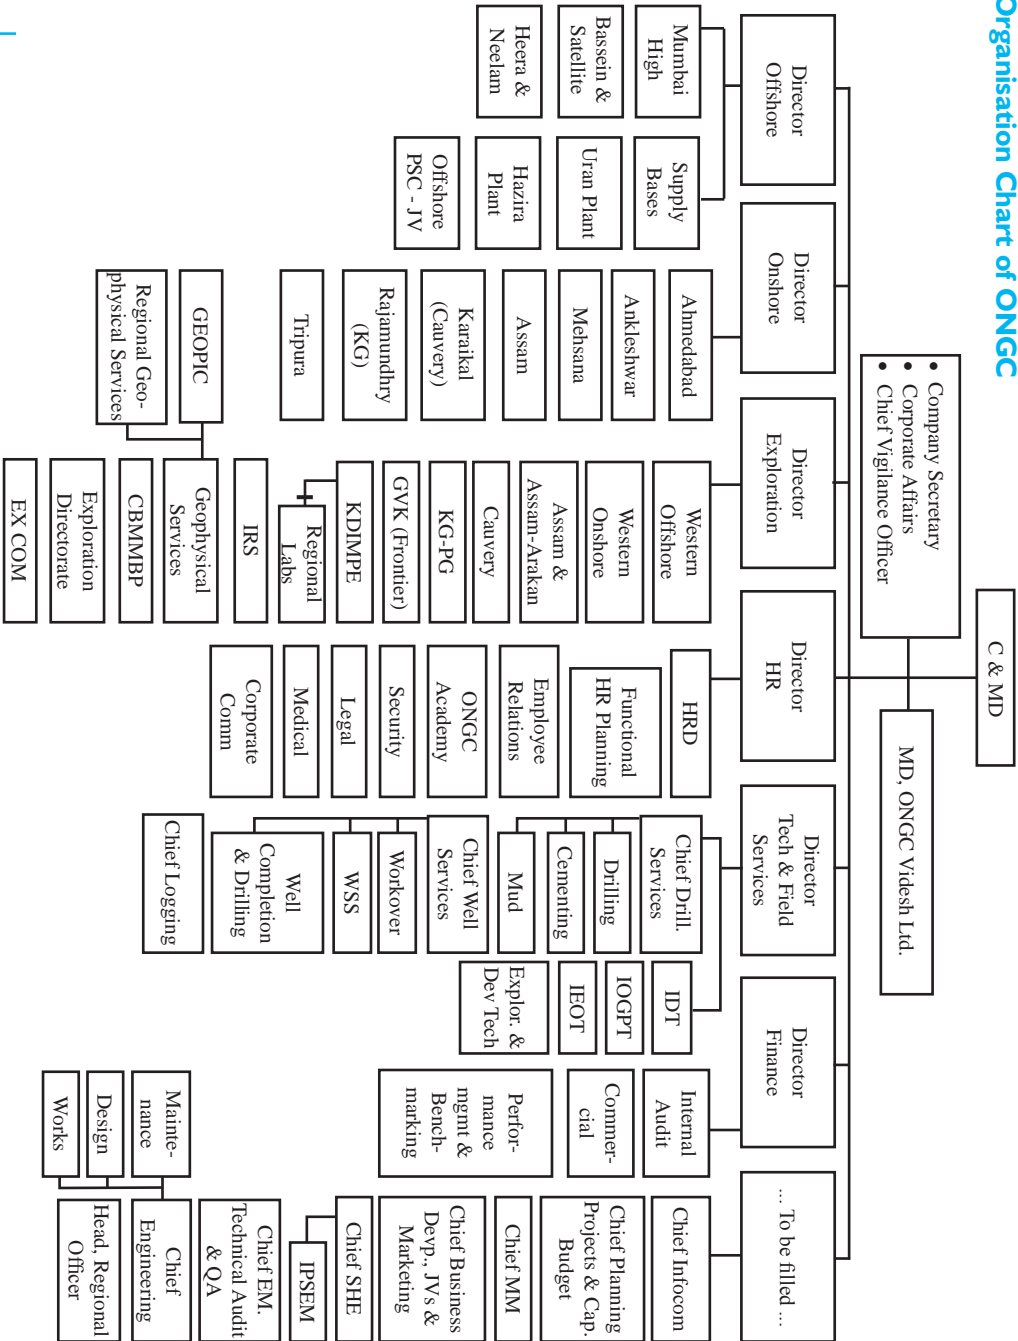 Organisation Chart of ONGC
C & MD
• Company Secretary
• Corporate Affairs
• Chief Vigilance Officer
MD, ONGC Videsh Ltd.
Director
Offshore
Director
Onshore
Director
Exploration
Director
HR
Director
Tech & Field
Services
Director
Finance
... To be filled ...
Mumbai
High
Bassein &
Satellite
Heera &
Neelam
Supply
Bases
Uran Plant
Hazira
Plant
Offshore
PSC - JV
Ahmedabad
Ankleshwar
Mehsana
Assam
Karaikal
(Cauvery)
Rajamundhry
(KG)
Tripura
Western
Offshore
Western
Onshore
Assam &
Assam-Arakan
Cauvery
KG-PG
GVK (Frontier)
KDIMPE
Regional
Labs
IRS
Geophysical
Services
GEOPIC
Regional Geo-
physical Services
CBMMBP
Exploration
Directorate
EX COM
HRD
Functional
HR Planning
Employee
Relations
ONGC
Academy
Security
Legal
Medical
Corporate
Comm
Chief Drill.
Services
Drilling
Cementing
Mud
Chief Well
Services
Workover
WSS
Well
Completion
& Drilling
Chief Logging
IDT
IOGPT
IEOT
Explor. &
Dev Tech
Internal
Audit
Commer-
cial
Perfor-
mance
mgmt &
Bench-
marking
Chief Infocom
Chief Planning
Projects & Cap.
Budget
Chief MM
Chief Business
Devp., JVs &
Marketing
Chief SHE
IPSEM
Chief EM.
Technical Audit
& QA
Chief
Engineering
Mainte-
nance
Design
Works
Head, Regional
Officer